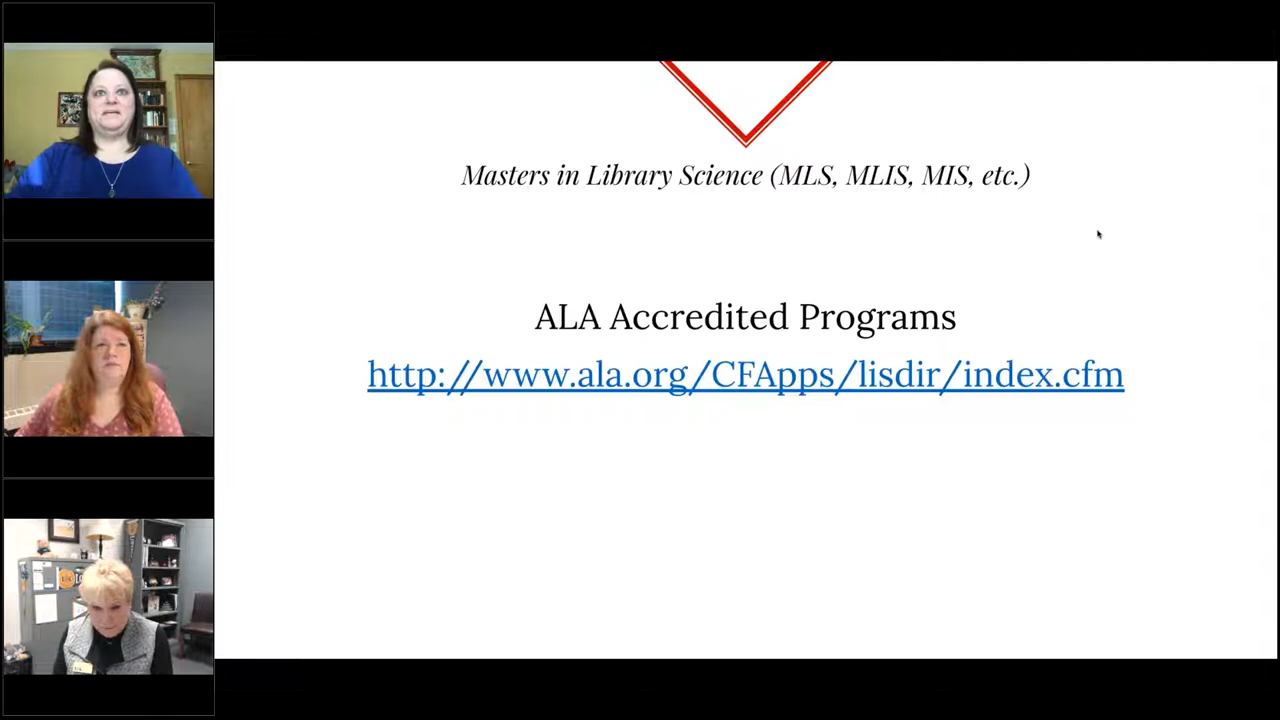 Masters in Library Science (MLS, MLIS, MIS, etc.)
ALA Accredited Programs
http://www.ala.org/CFApps/lisdir/index.cfm